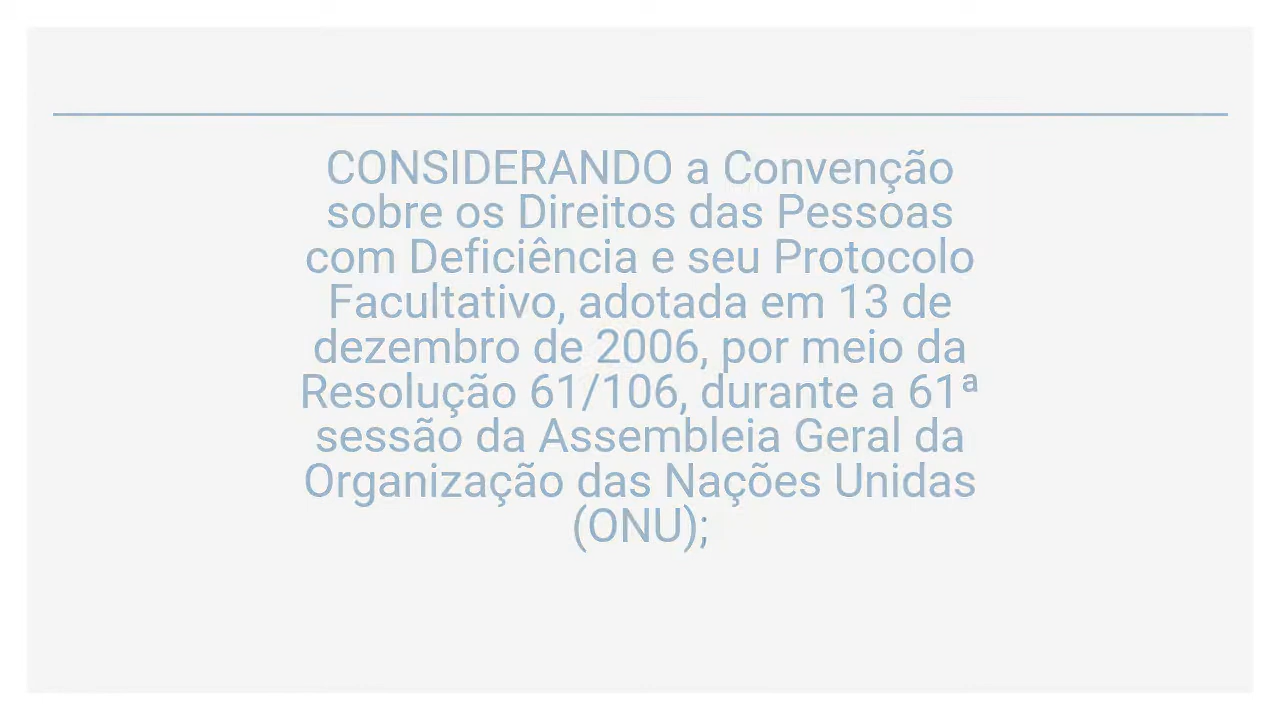 CONSIDERANDO a Convenção
sobre os Direitos das Pessoas
com Deficiência e seu Protocolo
Facultativo, adotada em 13 de
dezembro de 2006, por meio da
Resolução 61/106, durante a 61ª
sessão da Assembleia Geral da
Organização das Nações Unidas
(ONU);